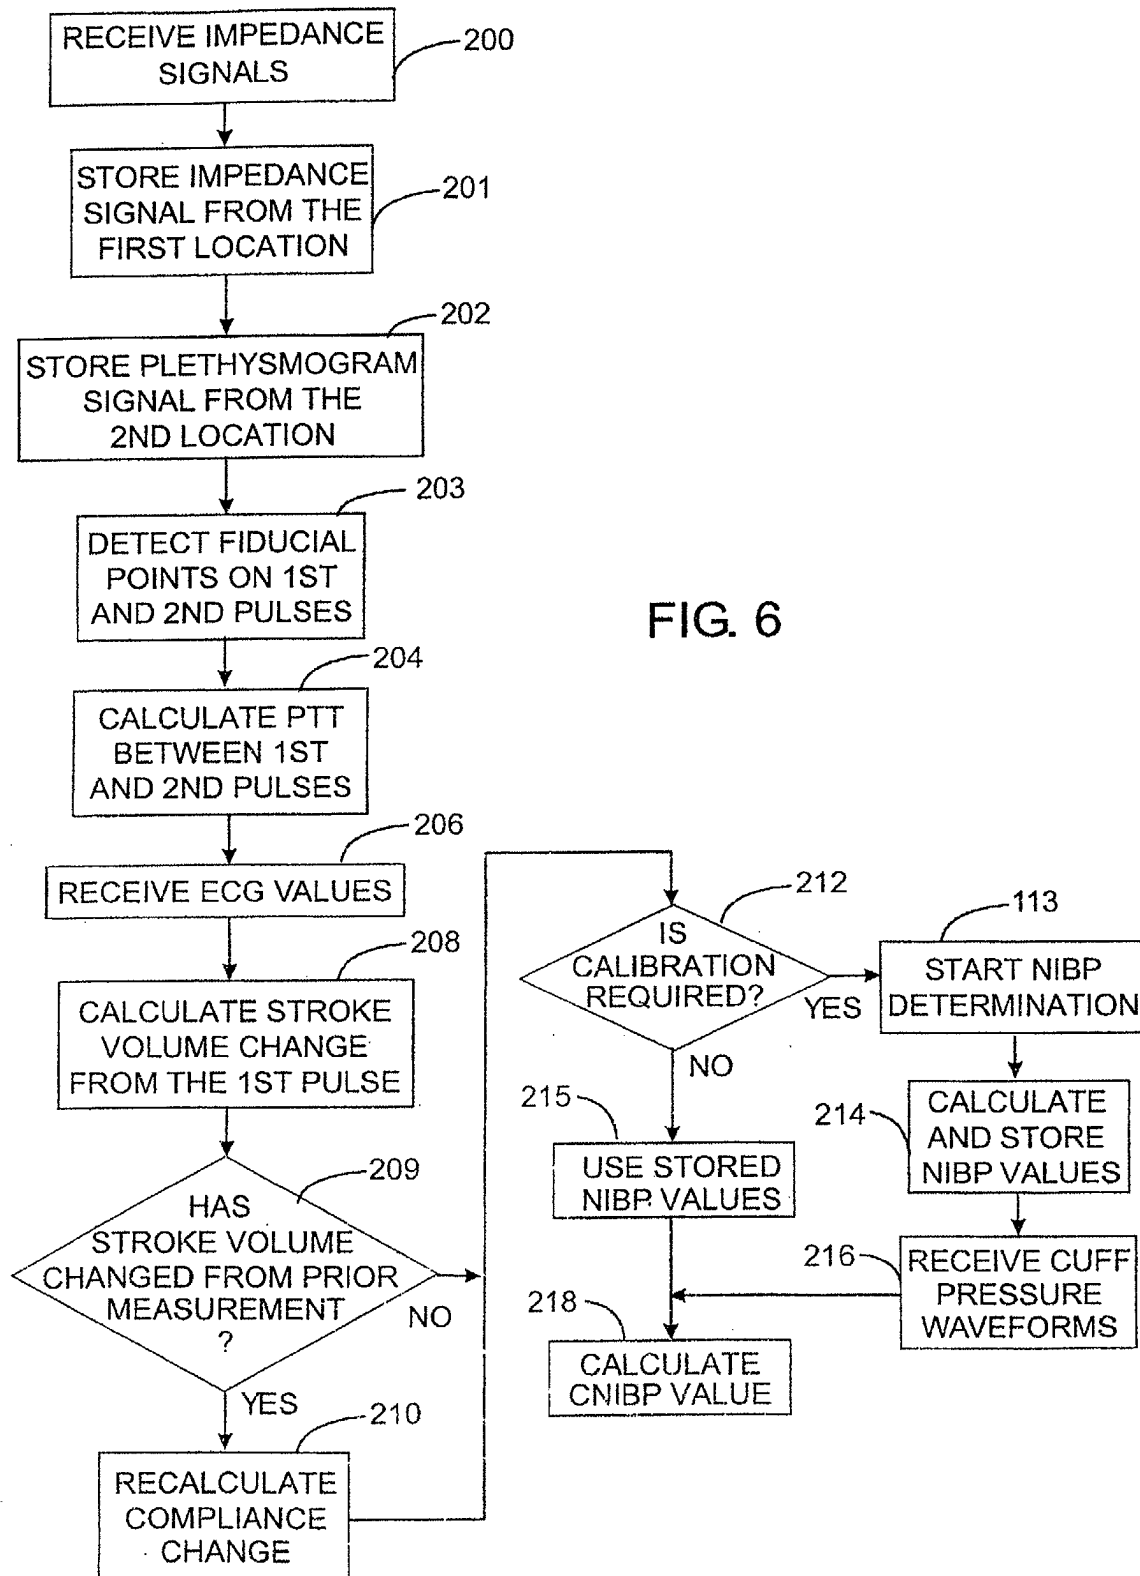 RECEIVE IMPEDANCE
SIGNALS
200
STORE IMPEDANCE
SIGNAL FROM THE
FIRST LOCATION
201
202
STORE PLETHYSMOGRAM
SIGNAL FROM THE
2ND LOCATION
203
DETECT FIDUCIAL
POINTS ON 1ST
AND 2ND PULSES
204
CALCULATE PTT
BETWEEN 1ST
AND 2ND PULSES
206
RECEIVE ECG VALUES
208
CALCULATE STROKE
VOLUME CHANGE
FROM THE 1ST PULSE
209
HAS
STROKE VOLUME
CHANGED FROM PRIOR
MEASUREMENT
?
NO
YES
210
RECALCULATE
COMPLIANCE
CHANGE
FIG. 6
212
IS
CALIBRATION
REQUIRED?
YES
NO
113
START NIBP
DETERMINATION
214
CALCULATE
AND STORE
NIBP VALUES
215
USE STORED
NIBP VALUES
216
RECEIVE CUFF
PRESSURE
WAVEFORMS
218
CALCULATE
CNIBP VALUE